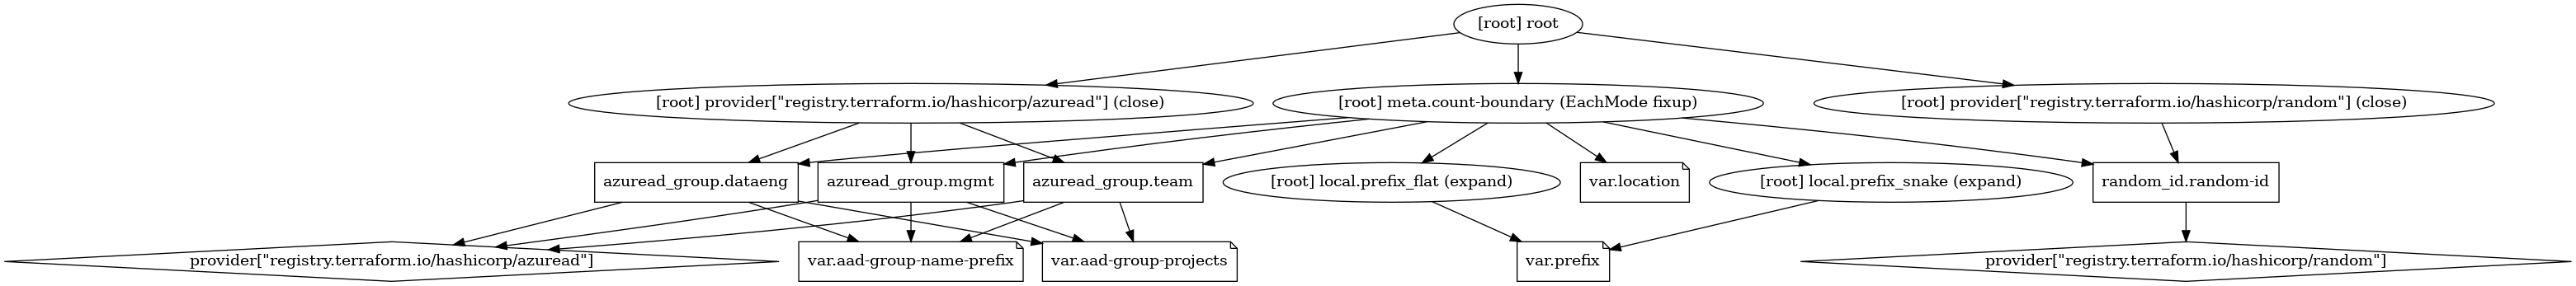 [root] root
[root] provider["registry.terraform.io/hashicorp/azuread"] (close)
[root] meta.count-boundary (EachMode fixup)
[root] provider["registry.terraform.io/hashicorp/random"] (close)
azuread_group.dataeng
azuread_group.mgmt
azuread_group.team
[root] local.prefix_flat (expand)
var.location
[root] local.prefix_snake (expand)
random_id.random-id
provider["registry.terraform.io/hashicorp/azuread"]
var.aad-group-name-prefix
var.aad-group-projects
var.prefix
provider["registry.terraform.io/hashicorp/random"]